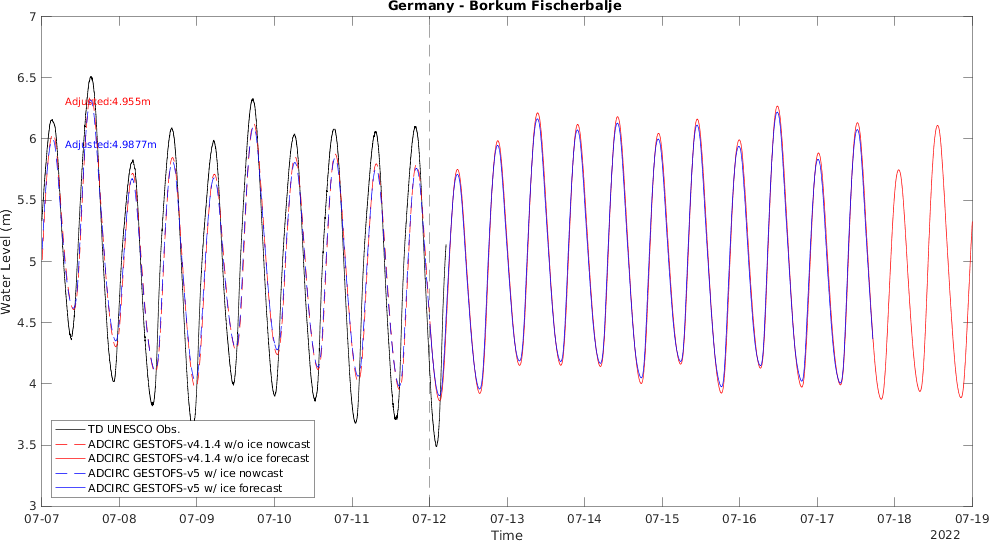 Germany - Borkum Fischerbalje
7
6.5
6
5.5
5
4.5
4
3.5
3
Water Level (m)
Adjusted:4.955m
Adjusted:4.9877m
TD UNESCO Obs.
ADCIRC GESTOFS-v4.1.4 w/o ice nowcast
ADCIRC GESTOFS-v4.1.4 w/o ice forecast
ADCIRC GESTOFS-v5 w/ ice nowcast
ADCIRC GESTOFS-v5 w/ ice forecast
07-07 07-08 07-09 07-10 07-11 07-12 07-13 07-14 07-15 07-16 07-17 07-18 07-19
Time
2022